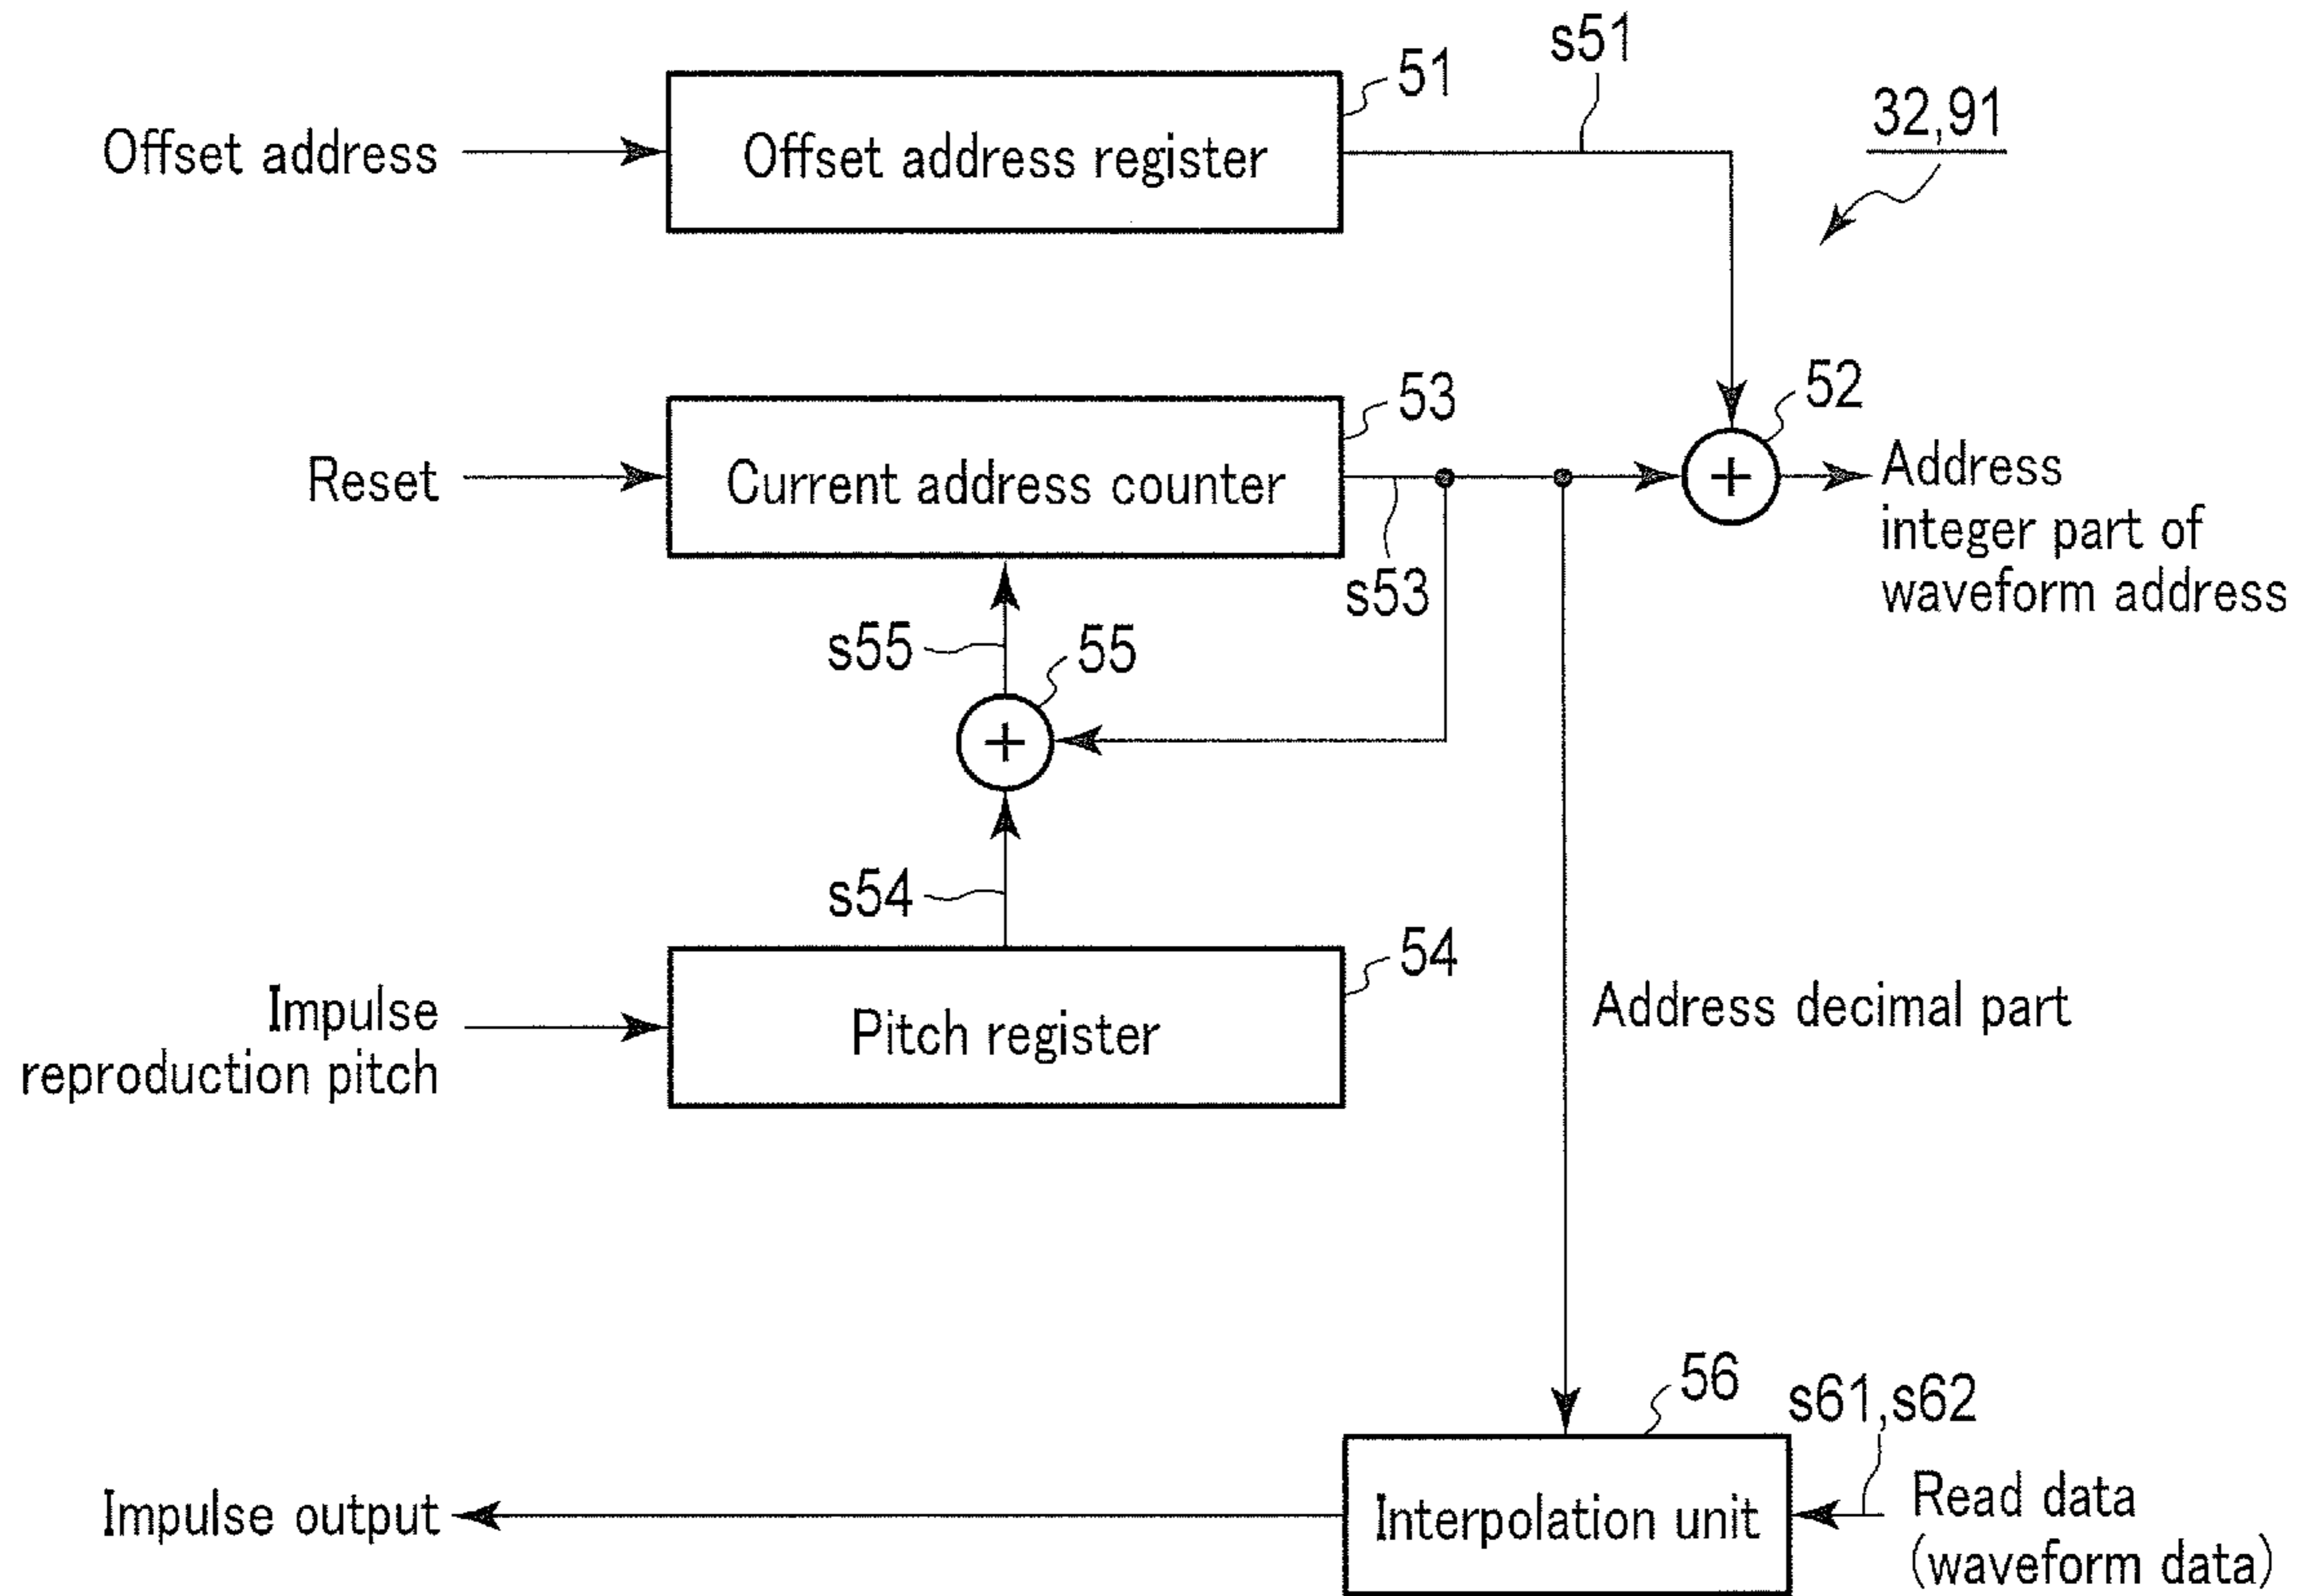 s51
51
32,91
Offset address
Offset address register
53
52
Reset
Current address counter
Address
integer part of
waveform address
s53
s55
55
s54
54
Impulse
reproduction pitch
Pitch register
Address decimal part
56
s61,s62
Impulse output
Interpolation unit
Read data
(waveform data)
+
+